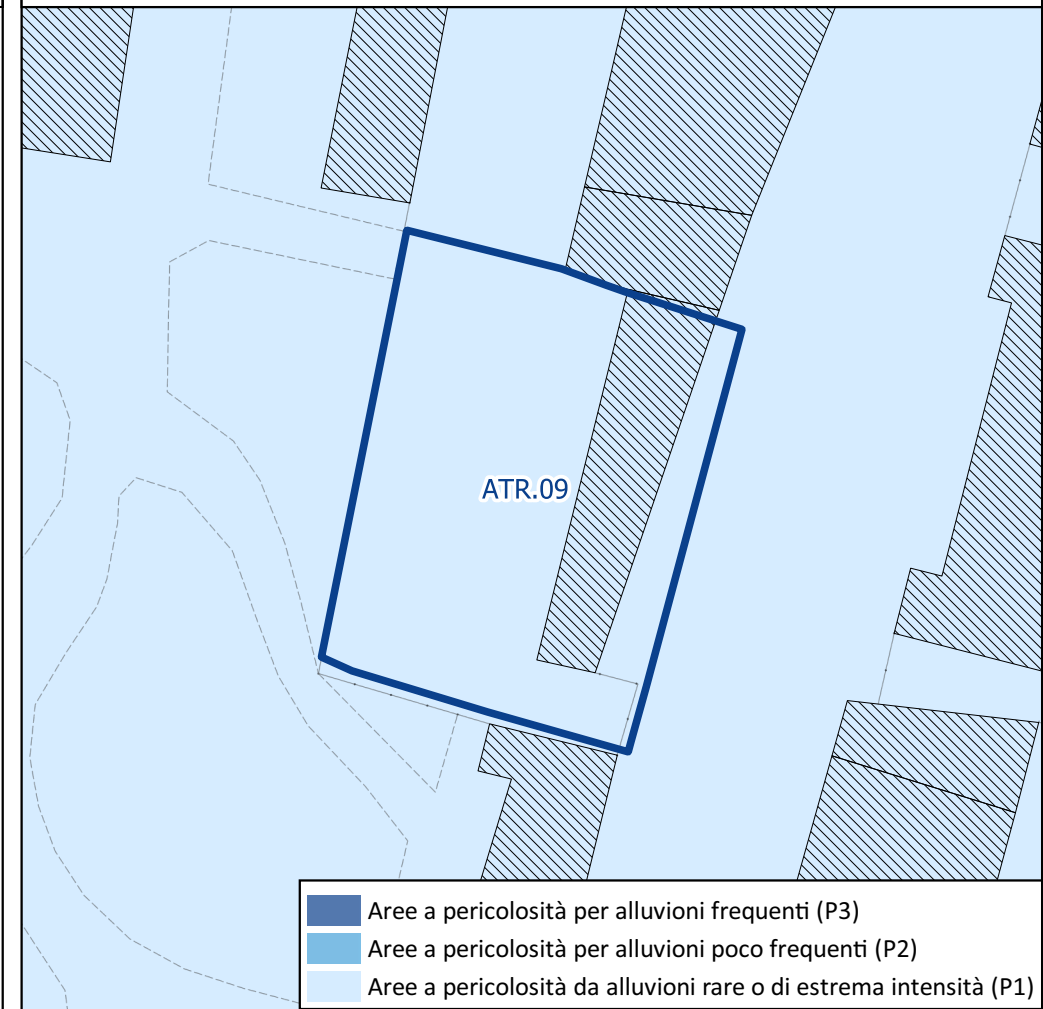 ATR.09
Aree a pericolosità per alluvioni frequenti (P3)
Aree a pericolosità per alluvioni poco frequenti (P2)
Aree a pericolosità da alluvioni rare o di estrema intensità (P1)